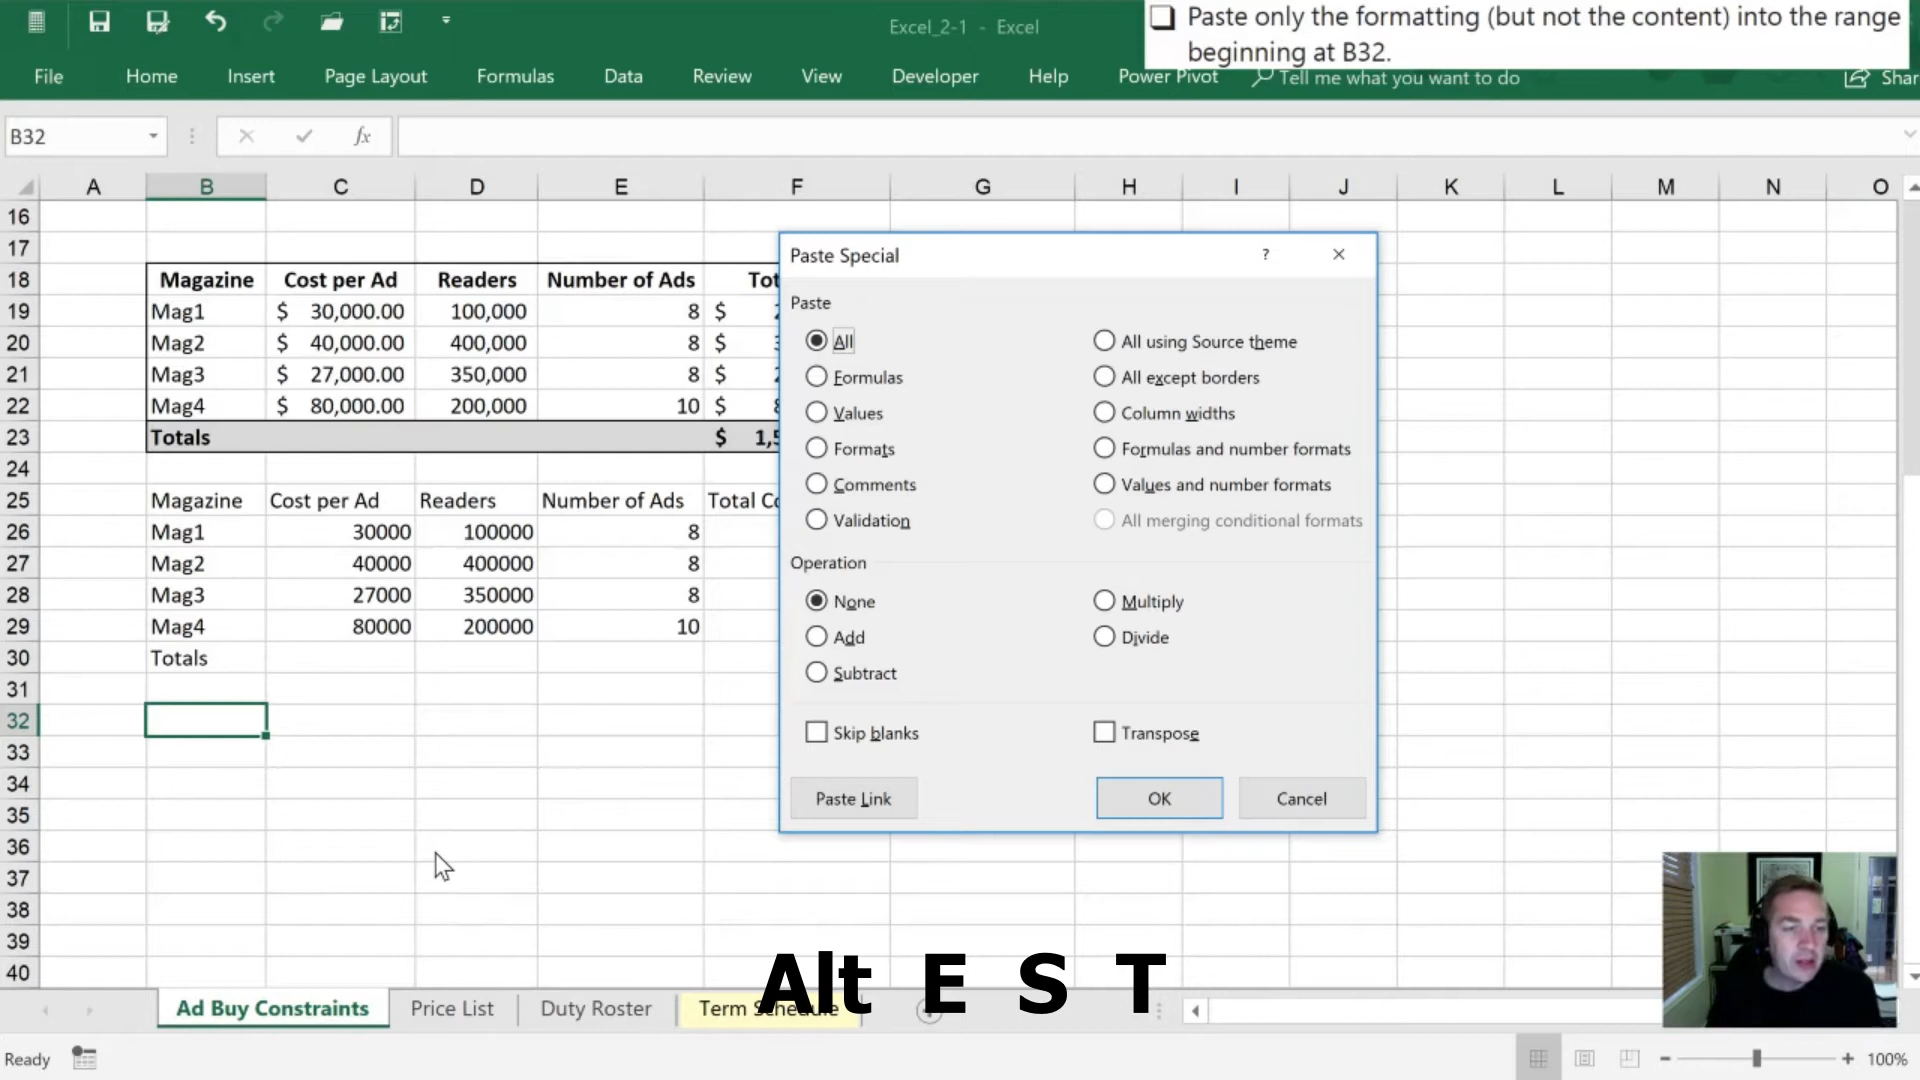 Excel_2-1 - Excel
Paste only the formatting (but not the content) into the range
beginning at B32.
File Home Insert Page Layout Formulas Data Review View Developer Help Power Pivot Tell me what you want to do Shar
B32 fx
A B C D E F G H I J K L M N O
16
17
18 Magazine Cost per Ad Readers Number of Ads Tot
19 Mag1 $ 30,000.00 100,000 8 $
20 Mag2 $ 40,000.00 400,000 8 $
21 Mag3 $ 27,000.00 350,000 8 $
22 Mag4 $ 80,000.00 200,000 10 $
23 Totals $ 1,5
24
25 Magazine Cost per Ad Readers Number of Ads Total Co
26 Mag1 30000 100000 8
27 Mag2 40000 400000 8
28 Mag3 27000 350000 8
29 Mag4 80000 200000 10
30 Totals
31
32
33
34
35
36
37
38
39
40
Paste Special ?
Paste
All All using Source theme
Formulas All except borders
Values Column widths
Formats Formulas and number formats
Comments Values and number formats
Validation All merging conditional formats
Operation
None Multiply
Add Divide
Subtract
Skip blanks Transpose
Paste Link OK Cancel
Alt E S T
Ad Buy Constraints Price List Duty Roster Term Schedule
Ready 100%